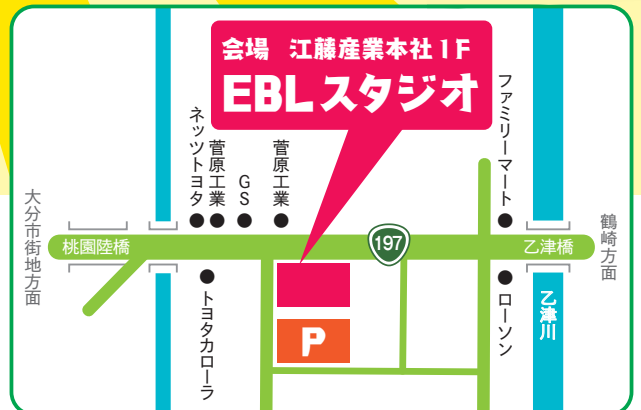 会場 江藤産業本社1F
EBLスタジオ
ファミリーマート
ネッツトヨタ
菅原工業
GS
菅原工業
大分市街地方面
桃園陸橋
197
乙津橋
鶴崎方面
トヨタカローラ
P
ローソン
乙津川